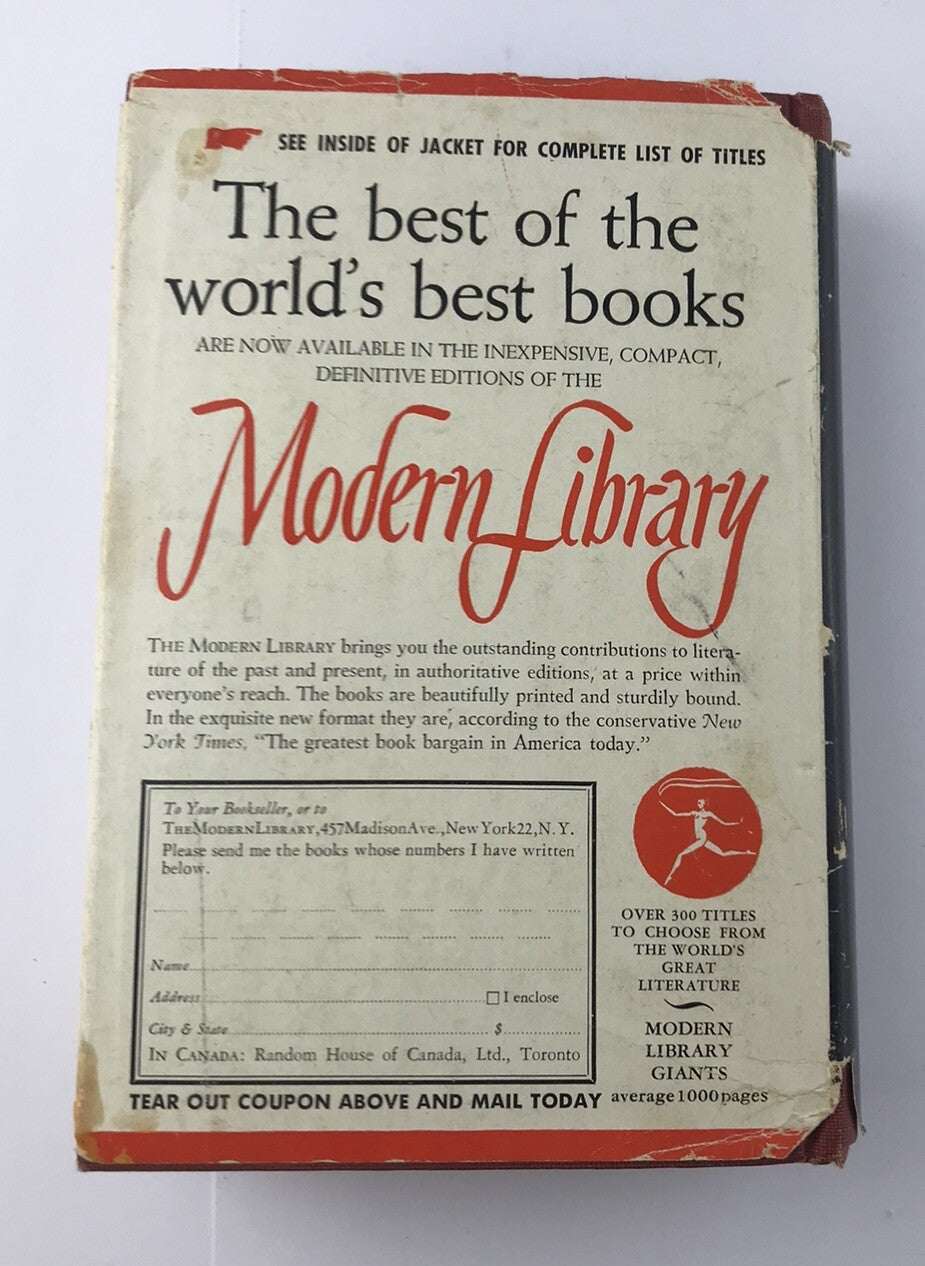 SEE INSIDE OF JACKET FOR COMPLETE LIST OF TITLES
The best of the
world's best books
ARE NOW AVAILABLE IN THE INEXPENSIVE, COMPACT,
DEFINITIVE EDITIONS OF THE
Modern Library
THE MODERN LIBRARY brings you the outstanding contributions to litera-
ture of the past and present, in authoritative editions, at a price within
everyone's reach. The books are beautifully printed and sturdily bound.
In the exquisite new format they are, according to the conservative New
York Times, "The greatest book bargain in America today."
To Your Bookseller, or to
THE MODERN LIBRARY, 457 Madison Ave., New York 22, N. Y.
Please send me the books whose numbers I have written
below.
Name
Address I enclose
City & State $
IN CANADA: Random House of Canada, Ltd., Toronto
TEAR OUT COUPON ABOVE AND MAIL TODAY
OVER 300 TITLES
TO CHOOSE FROM
THE WORLD'S
GREAT
LITERATURE
MODERN
LIBRARY
GIANTS
average 1000 pages